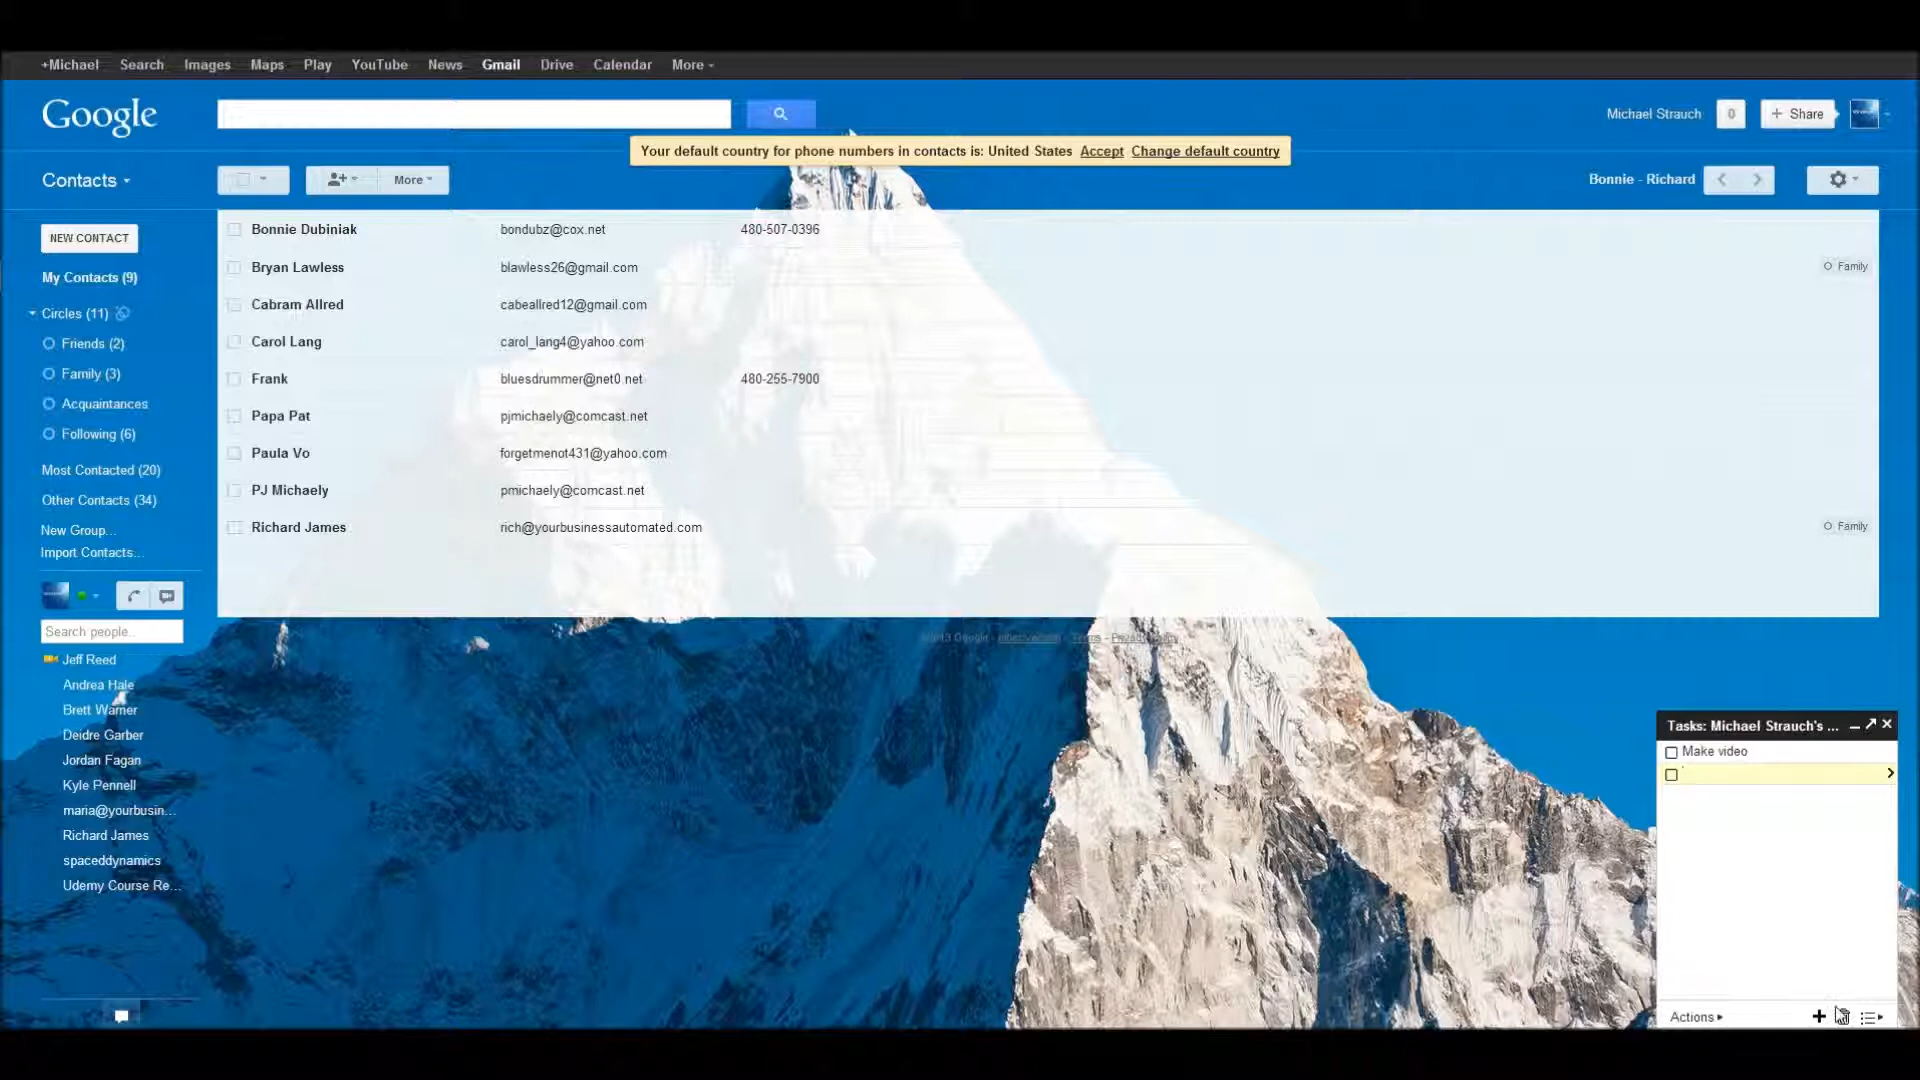 +Michael Search Images Maps Play YouTube News Gmail Drive Calendar More
Google
Michael Strauch 0 + Share
Your default country for phone numbers in contacts is: United States Accept Change default country
Contacts
More
Bonnie - Richard
NEW CONTACT
My Contacts (9)
Circles (11)
Friends (2)
Family (3)
Acquaintances
Following (6)
Most Contacted (20)
Other Contacts (34)
New Group...
Import Contacts...
Search people...
Jeff Reed
Andrea Hale
Brett Warner
Deidre Garber
Jordan Fagan
Kyle Pennell
maria@yourbusin...
Richard James
spaceddynamics
Udemy Course Re...
Bonnie Dubiniak bondubz@cox.net 480-507-0396
Bryan Lawless blawless26@gmail.com Family
Cabram Allred cabeallred12@gmail.com
Carol Lang carol_lang4@yahoo.com
Frank bluesdrummer@net0.net 480-255-7900
Papa Pat pjmichaely@comcast.net
Paula Vo forgetmenot431@yahoo.com
PJ Michaely pmichaely@comcast.net
Richard James rich@yourbusinessautomated.com Family
Google - Terms -
Tasks: Michael Strauch's ...
Make video
Actions